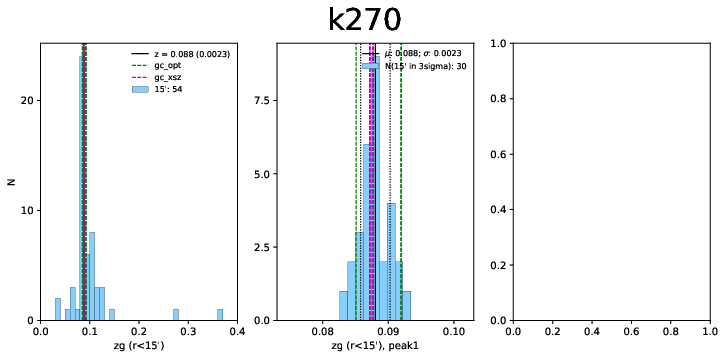 k270
z = 0.088 (0.0023)
gc_opt
gc_xsz
15': 54
N
20
10
0
0.0 0.1 0.2 0.3 0.4
zg (r<15')
μ: 0.088; σ: 0.0023
N(15' in 3sigma): 30
7.5
5.0
2.5
0.0
0.08 0.09 0.10
zg (r<15'), peak1
1.0
0.8
0.6
0.4
0.2
0.0
0.0 0.2 0.4 0.6 0.8 1.0